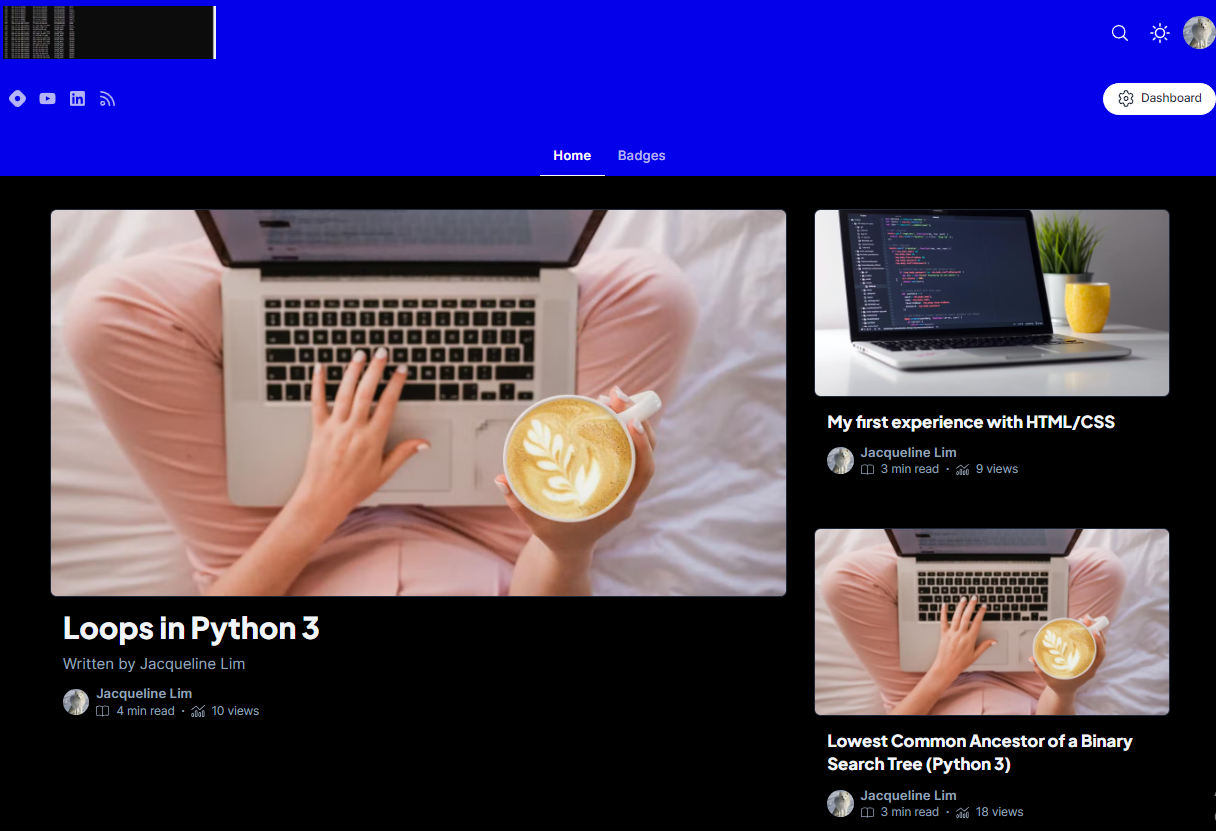 Dashboard
Home
Badges
Loops in Python 3
Written by Jacqueline Lim
Jacqueline Lim
4 min read · 10 views
My first experience with HTML/CSS
Jacqueline Lim
3 min read · 9 views
Lowest Common Ancestor of a Binary
Search Tree (Python 3)
Jacqueline Lim
3 min read · 18 views